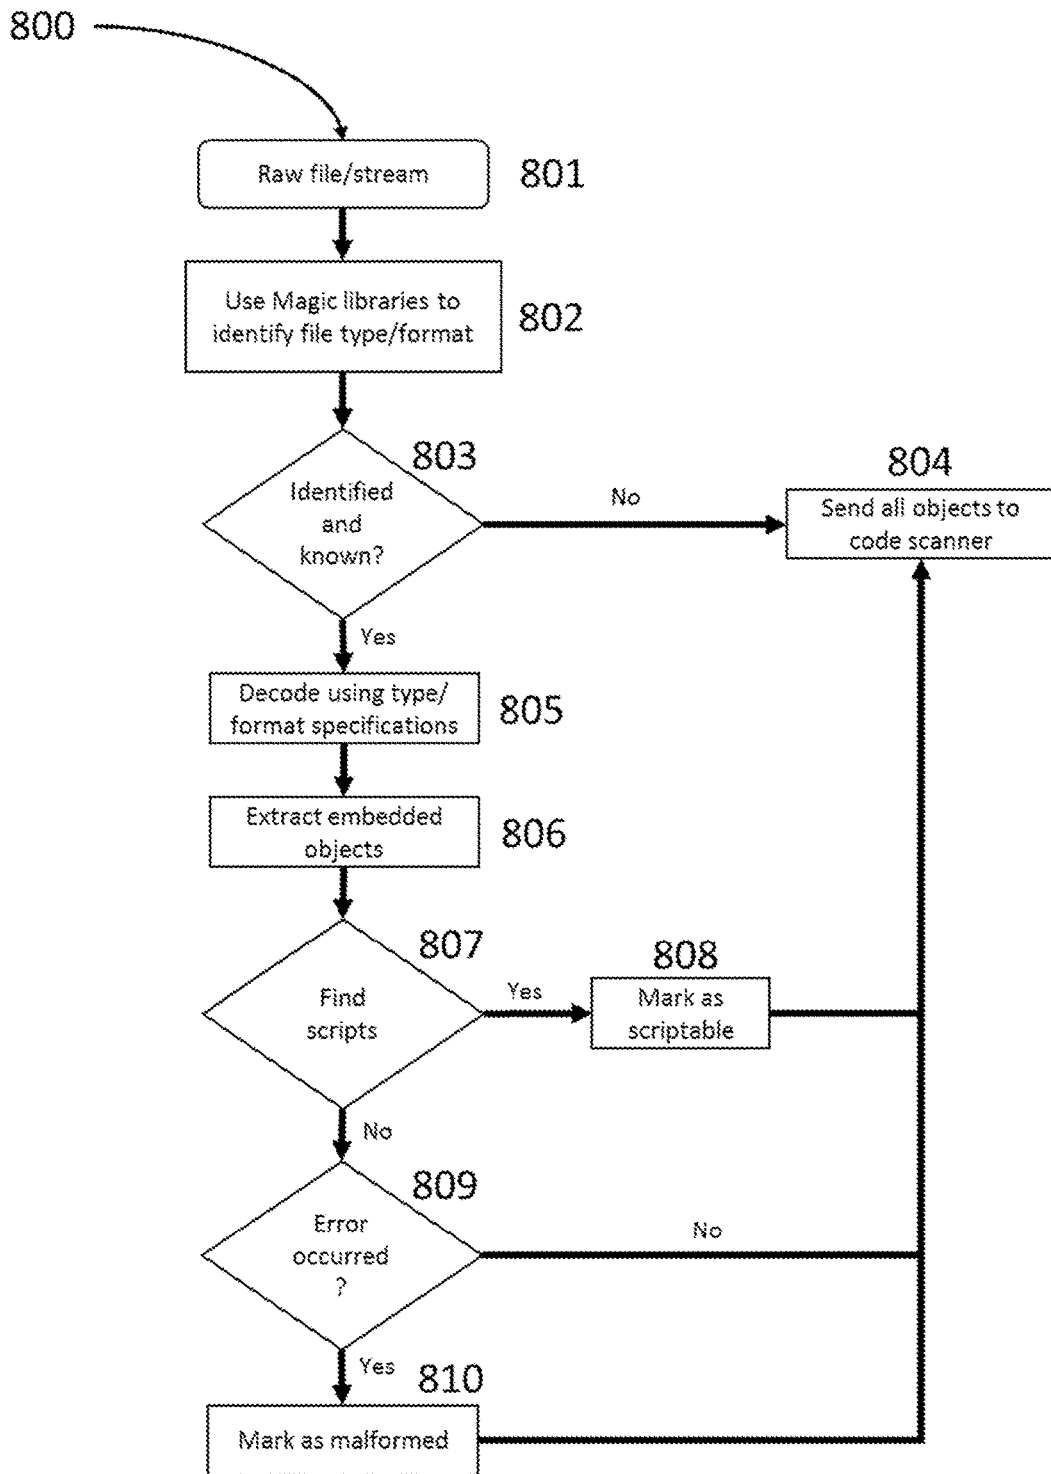 800
Raw file/stream
801
Use Magic libraries to
identify file type/format
802
803
Identified
and
known?
No
804
Send all objects to
code scanner
Yes
Decode using type/
format specifications
805
Extract embedded
objects
806
807
Find
scripts
Yes
808
Mark as
scriptable
No
809
Error
occurred
?
No
Yes
810
Mark as malformed